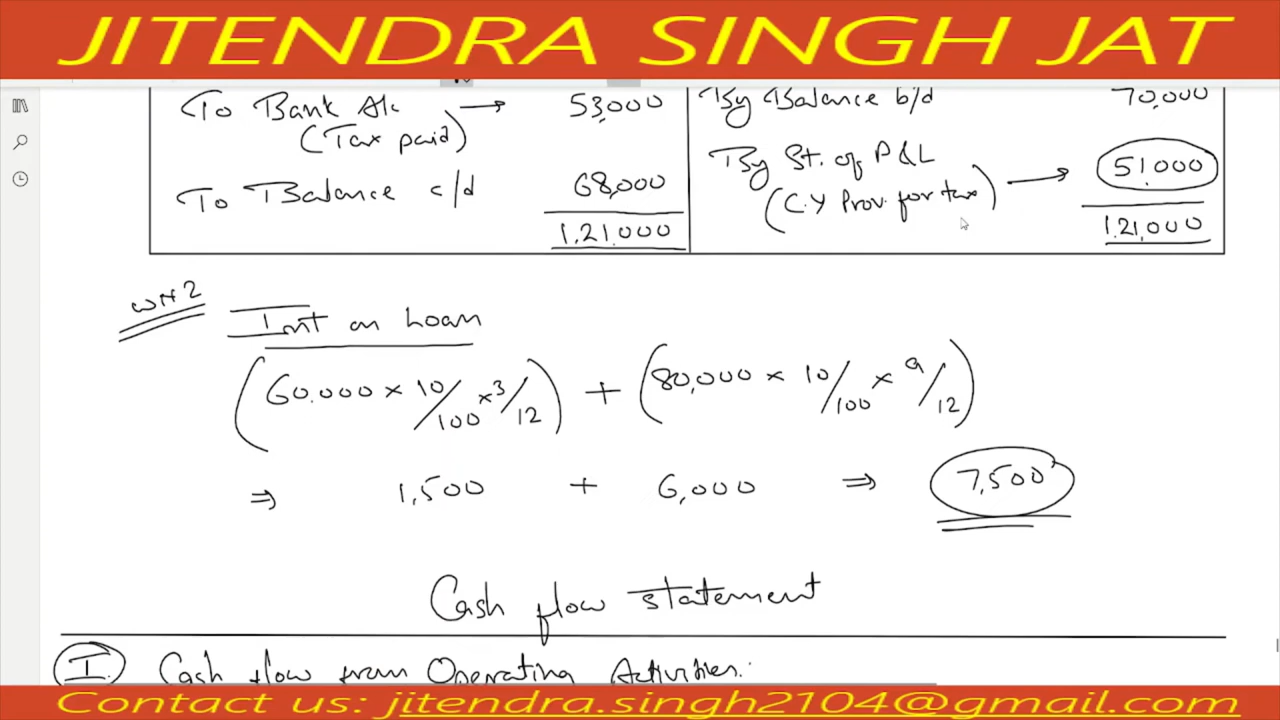 JITENDRA SINGH JAT
To Bank A/c → 53,000
(Tax paid)
To Balance c/d 68,000
1,21,000
By Balance b/d 70,000
By St. of P&L
(C.Y Prov. for tax) → 51,000
1,21,000
WN2
Int on Loan
(60,000 × 10/100 × 3/12) + (80,000 × 10/100 × 9/12)
⇒ 1,500 + 6,000 ⇒ 7,500
Cash flow statement
I. Cash flow from Operating Activities:
Contact us: jitendra.singh2104@gmail.com